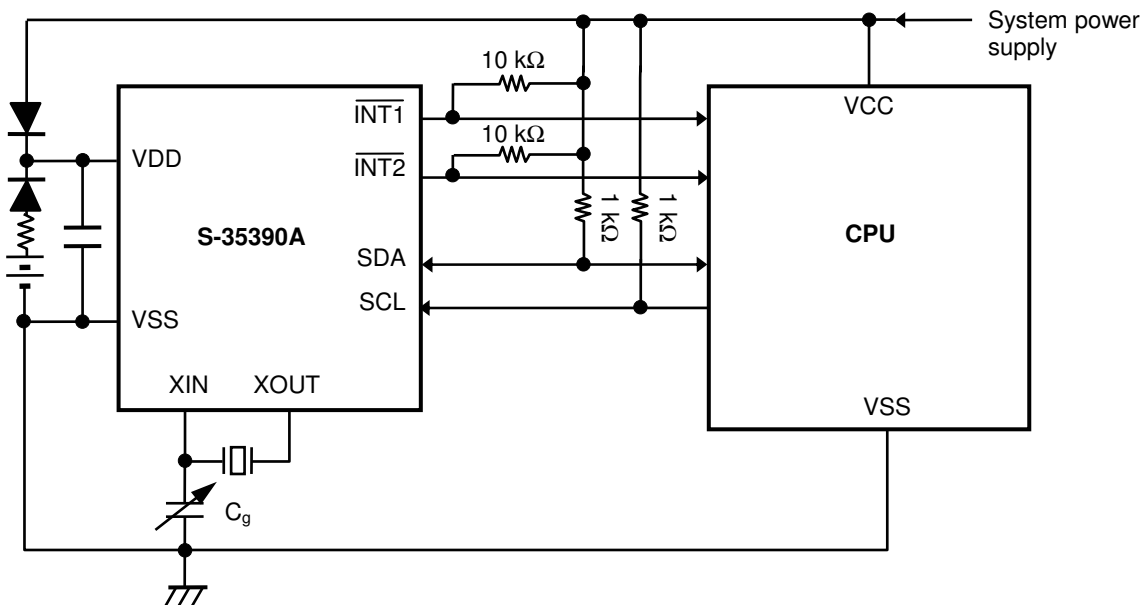 System power
supply
10 kΩ
INT1
VCC
10 kΩ
VDD
INT2
1 kΩ
1 kΩ
S-35390A
CPU
SDA
SCL
VSS
XIN
XOUT
VSS
Cg